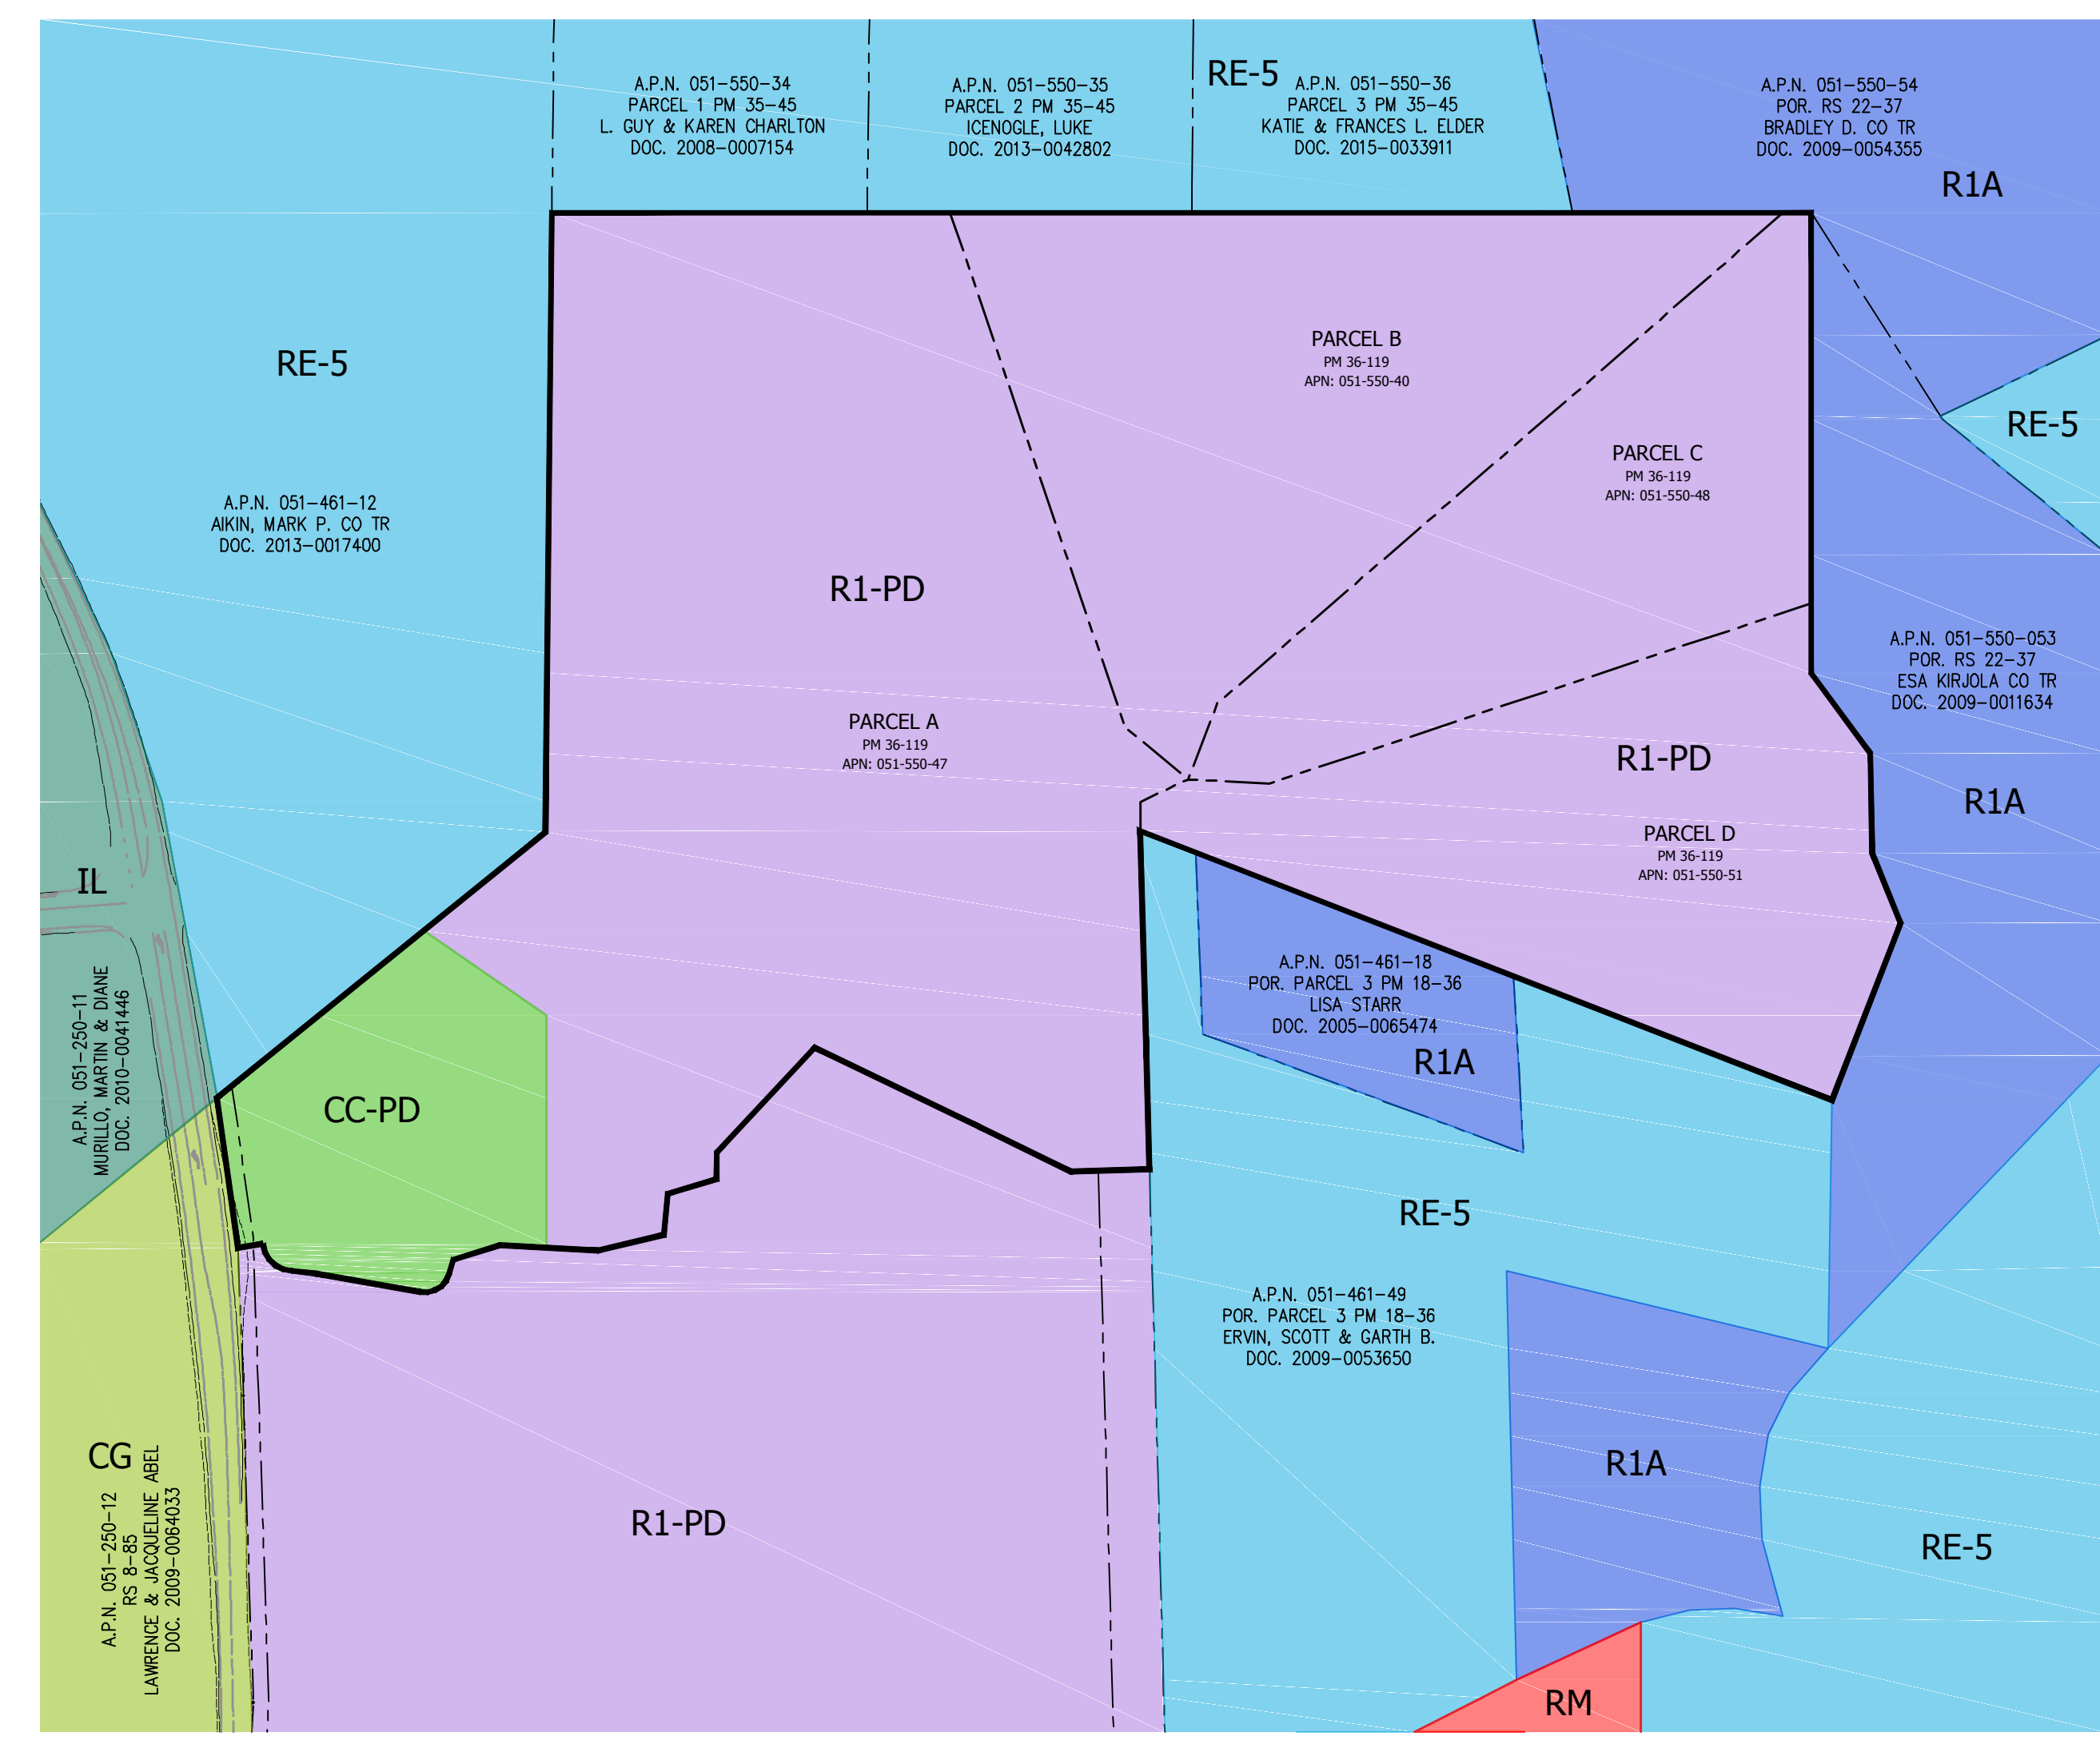 RE-5
A.P.N. 051-550-34
PARCEL 1 PM 35-45
L. GUY & KAREN CHARLTON
DOC. 2008-0007154
A.P.N. 051-550-35
PARCEL 2 PM 35-45
ICENOGLE, LUKE
DOC. 2013-0042802
A.P.N. 051-550-36
PARCEL 3 PM 35-45
KATIE & FRANCES L. ELDER
DOC. 2015-0033911
A.P.N. 051-550-54
POR. RS 22-37
BRADLEY D. CO TR
DOC. 2009-0054355
R1A
RE-5
PARCEL B
PM 36-119
APN: 051-550-40
RE-5
PARCEL C
PM 36-119
APN: 051-550-48
A.P.N. 051-461-12
AIKIN, MARK P. CO TR
DOC. 2013-0017400
R1-PD
A.P.N. 051-550-053
POR. RS 22-37
ESA KIRJOLA CO TR
DOC. 2009-0011634
PARCEL A
PM 36-119
APN: 051-550-47
R1-PD
R1A
PARCEL D
PM 36-119
APN: 051-550-51
IL
A.P.N. 051-250-11
MURILLO, MARTIN & DIANE
DOC. 2010-0041446
A.P.N. 051-461-18
POR. PARCEL 3 PM 18-36
LISA STARR
DOC. 2005-0065474
R1A
CC-PD
RE-5
A.P.N. 051-461-49
POR. PARCEL 3 PM 18-36
ERVIN, SCOTT & GARTH B.
DOC. 2009-0053650
CG
A.P.N. 051-250-12
RS 8-85
LAWRENCE & JACQUELINE ABEL
DOC. 2009-0064033
R1A
R1-PD
RE-5
RM